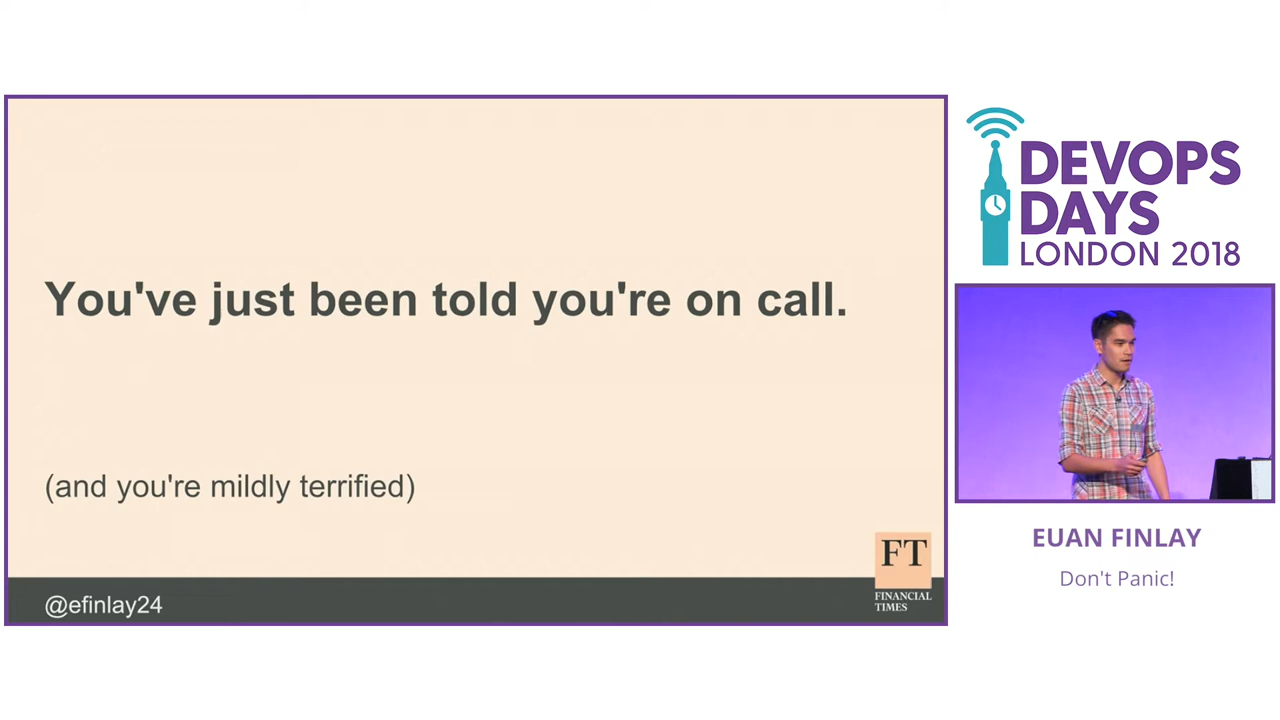 You've just been told you're on call.
(and you're mildly terrified)
@efinlay24
FT
FINANCIAL
TIMES
DEVOPS
DAYS
LONDON 2018
EUAN FINLAY
Don't Panic!